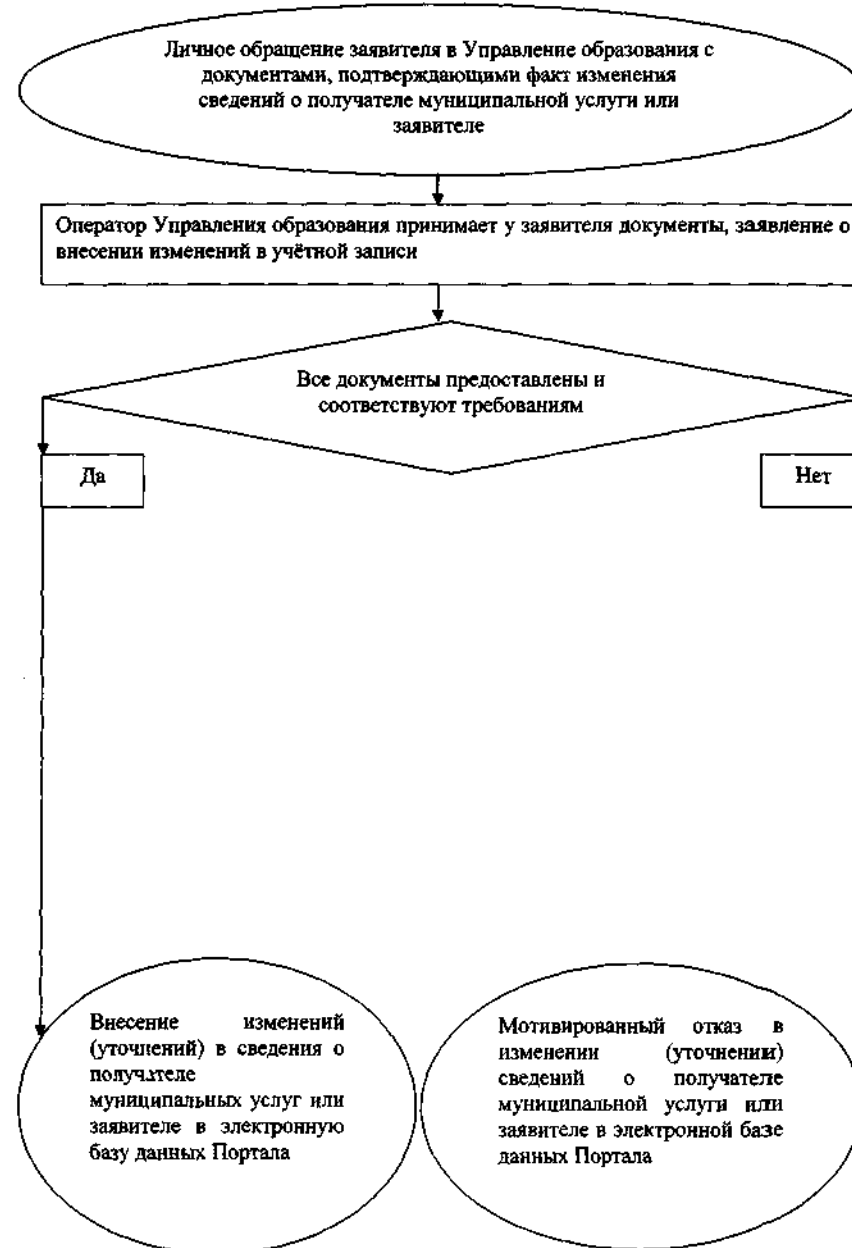 Личное обращение заявителя в Управление образования с
документами, подтверждающими факт изменения
сведений о получателе муниципальной услуги или
заявителе
Оператор Управления образования принимает у заявителя документы, заявление о
внесении изменений в учётной записи
Все документы предоставлены и
соответствуют требованиям
Да
Нет
Внесение изменений
(уточнений) в сведения о
получателе
муниципальных услуг или
заявителе в электронную
базу данных Портала
Мотивированный отказ в
изменении (уточнении)
сведений о получателе
муниципальной услуги или
заявителе в электронной базе
данных Портала